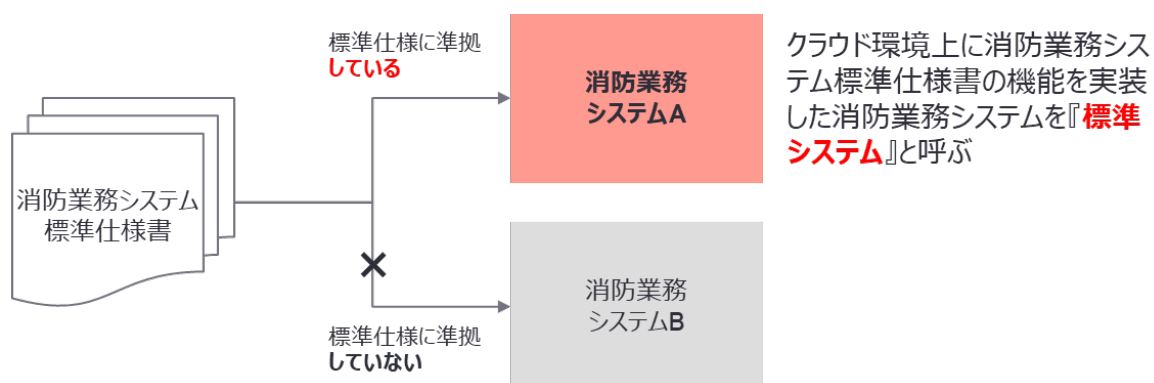 消防業務システム
標準仕様書
標準仕様に準拠
している
消防業務
システムA
標準仕様に準拠
していない
消防業務
システムB
クラウド環境上に消防業務シス
テム標準仕様書の機能を実装
した消防業務システムを『標準
システム』と呼ぶ